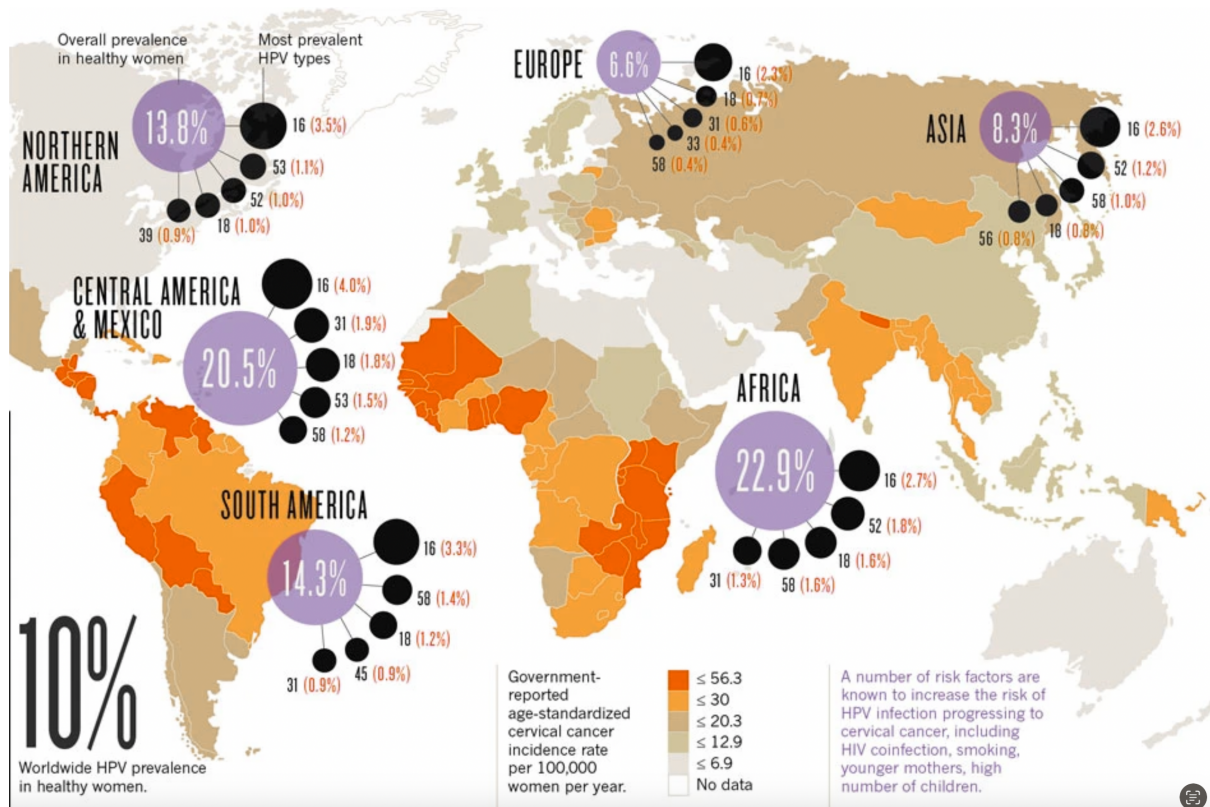 Overall prevalence
in healthy women
Most prevalent
HPV types
NORTHERN
AMERICA
13.8%
16 (3.5%)
53 (1.1%)
52 (1.0%)
18 (1.0%)
39 (0.9%)
EUROPE
6.6%
16 (2.3%)
18 (0.7%)
31 (0.6%)
33 (0.4%)
58 (0.4%)
ASIA
8.3%
16 (2.6%)
52 (1.2%)
58 (1.0%)
18 (0.8%)
56 (0.8%)
CENTRAL AMERICA
& MEXICO
20.5%
16 (4.0%)
31 (1.9%)
18 (1.8%)
53 (1.5%)
58 (1.2%)
AFRICA
22.9%
16 (2.7%)
52 (1.8%)
18 (1.6%)
58 (1.6%)
31 (1.3%)
SOUTH AMERICA
14.3%
16 (3.3%)
58 (1.4%)
18 (1.2%)
45 (0.9%)
31 (0.9%)
10%
Worldwide HPV prevalence
in healthy women.
Government-
reported
age-standardized
cervical cancer
incidence rate
per 100,000
women per year.
≤ 56.3
≤ 30
≤ 20.3
≤ 12.9
≤ 6.9
No data
A number of risk factors are
known to increase the risk of
HPV infection progressing to
cervical cancer, including
HIV coinfection, smoking,
younger mothers, high
number of children.